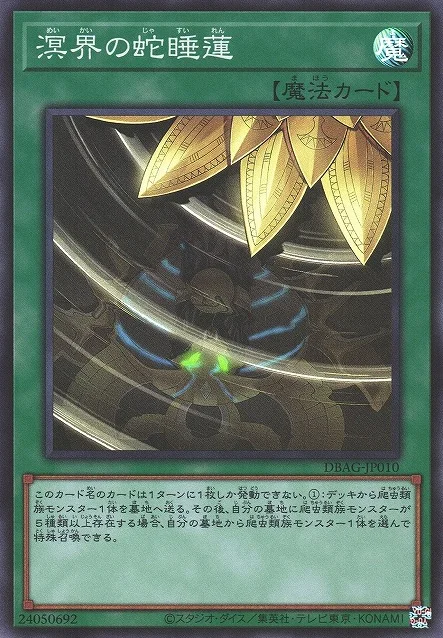 溟界の蛇睡蓮
魔
【魔法カード】
DBAG-JP010
このカード名のカードは1ターンに1枚しか発動できない。①:デッキから爬虫類
族モンスター1体を墓地へ送る。その後、自分の墓地に爬虫類族モンスターが
5種類以上存在する場合、自分の墓地から爬虫類族モンスター1体を選んで
特殊召喚できる。
24050692
©スタジオ・ダイス/集英社・テレビ東京・KONAMI